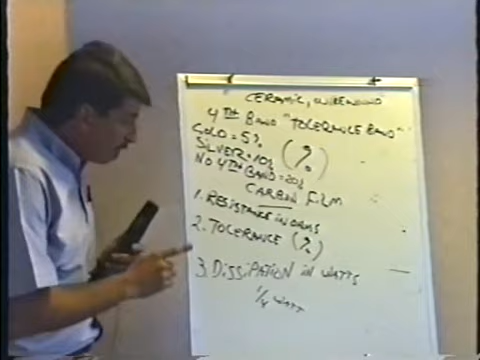 CERAMIC, WIREWOUND
4TH BAND "TOLERANCE BAND"
GOLD = 5%
SILVER = 10%
(%)
NO 4TH BAND = 20%
CARBON FILM
1. RESISTANCE IN OHMS
2. TOLERANCE (%)
3. DISSIPATION IN WATTS
1/4 WATT